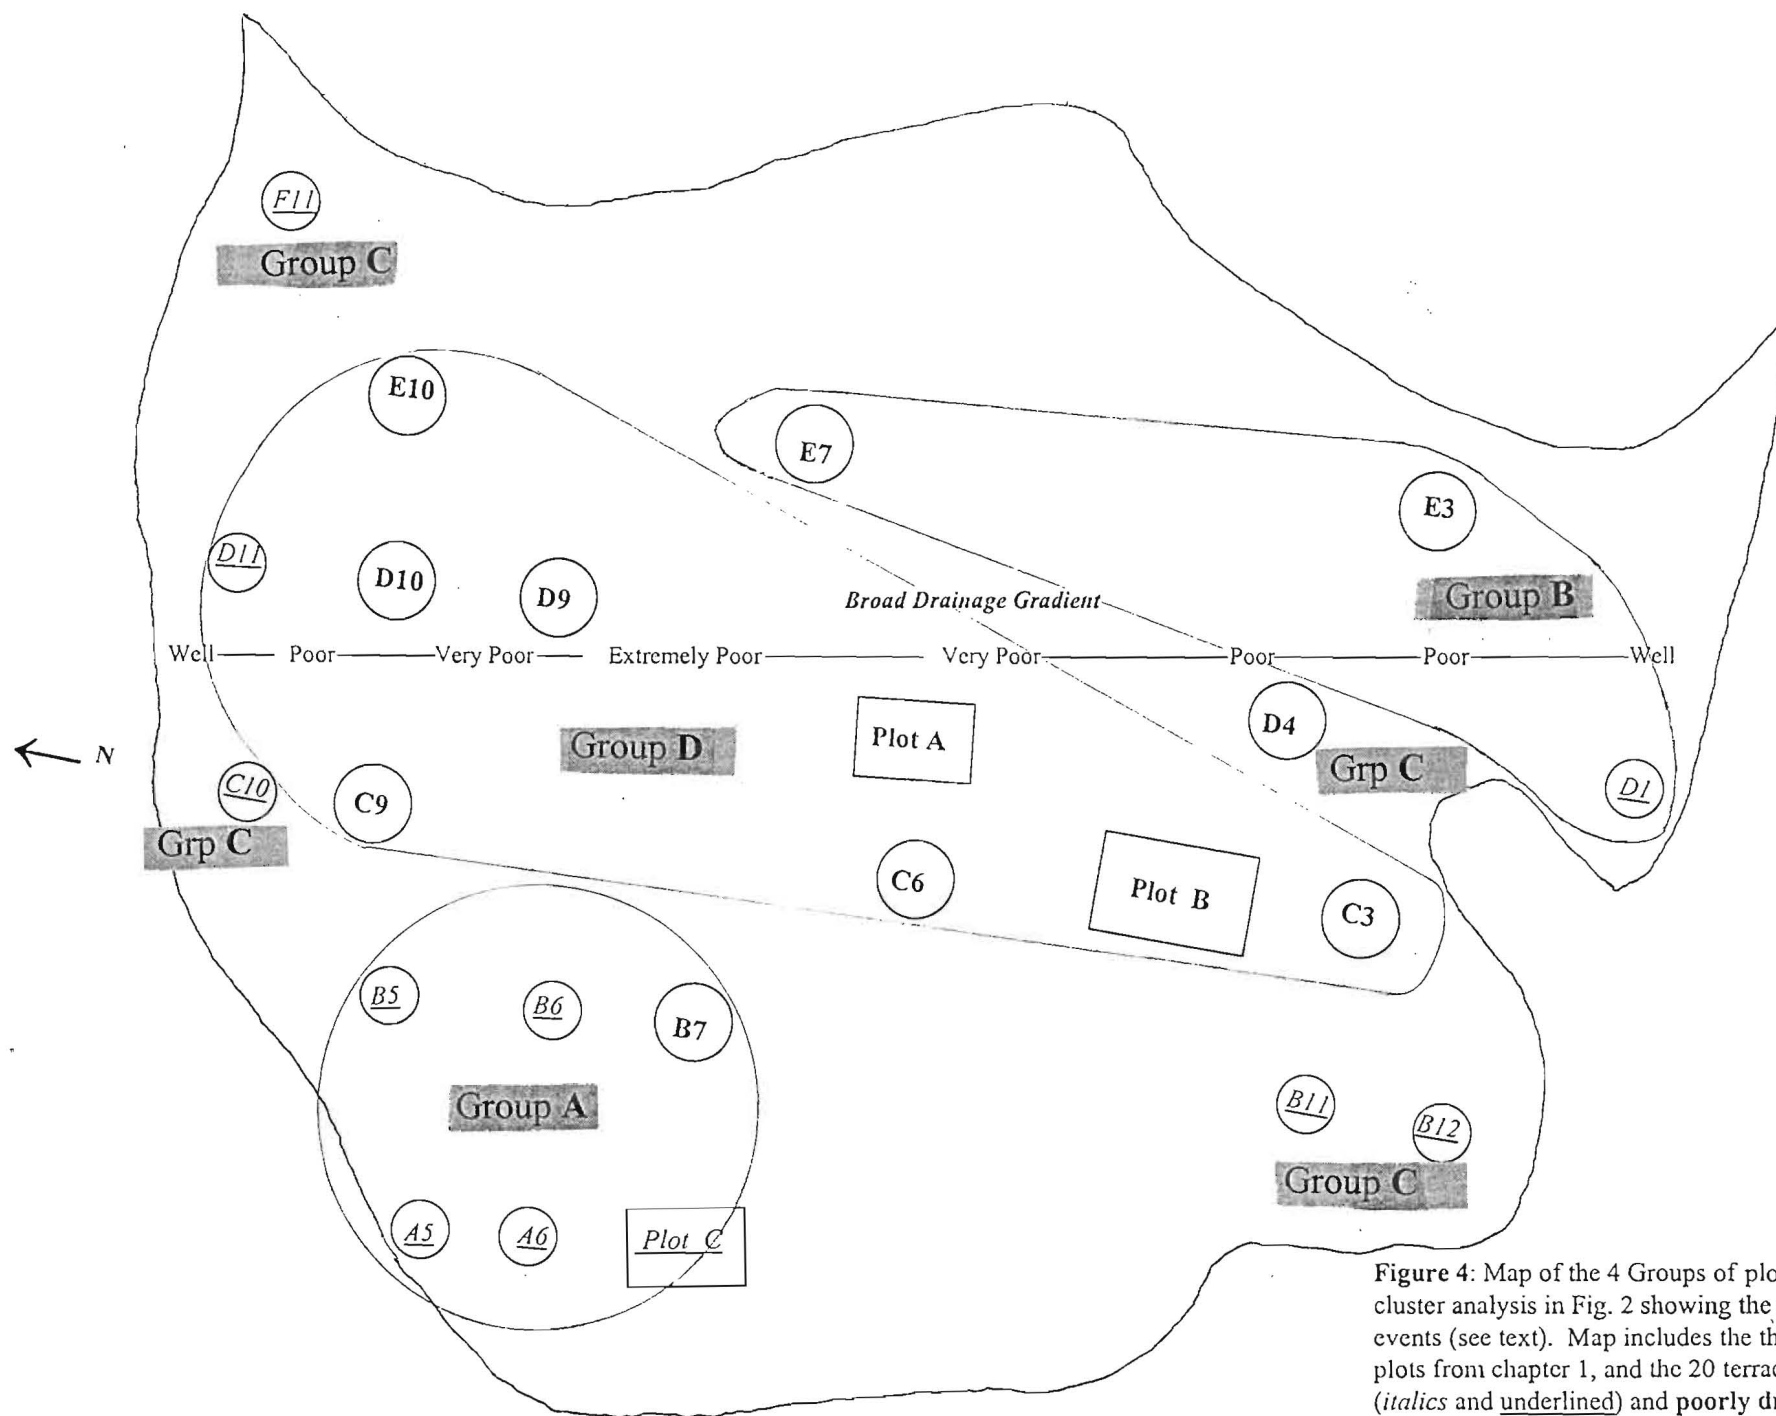 F11
Group C
E10
E7
E3
D11
D10
D9
Broad Drainage Gradient
Group B
Well Poor Very Poor Extremely Poor Very Poor Poor Poor Well
Plot A
D4
N
Group D
Grp C
C10
C9
D1
Grp C
C6
Plot B
C3
B5
B6
B7
Group A
B11
B12
Group C
A5
A6
Plot C
Figure 4: Map of the 4 Groups of
cluster analysis in Fig. 2 showing the
events (see text). Map includes the
plots from chapter 1, and the 20
(italics and underlined) and poorly